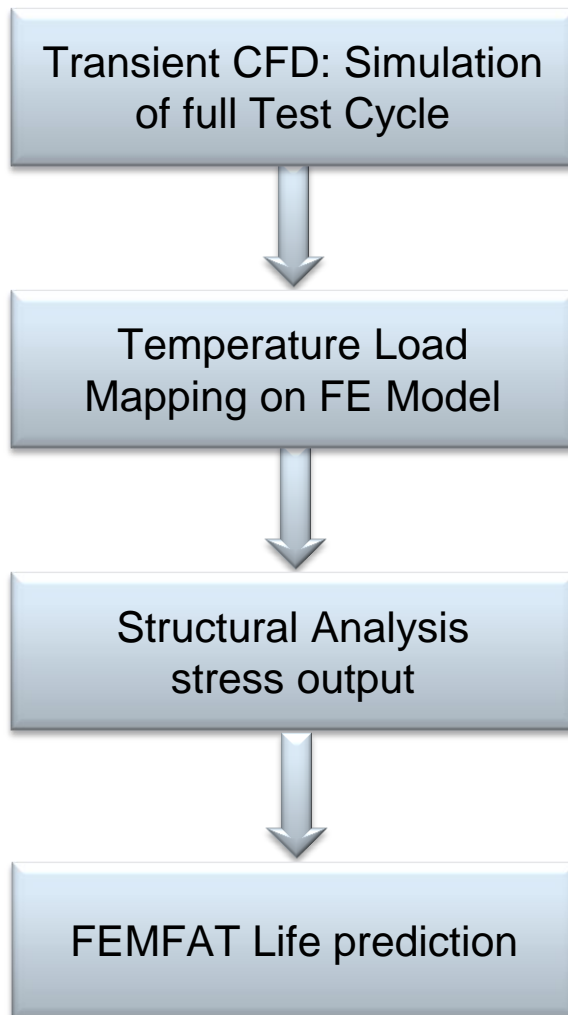 Transient CFD: Simulation
of full Test Cycle
Temperature Load
Mapping on FE Model
Structural Analysis
stress output
FEMFAT Life prediction